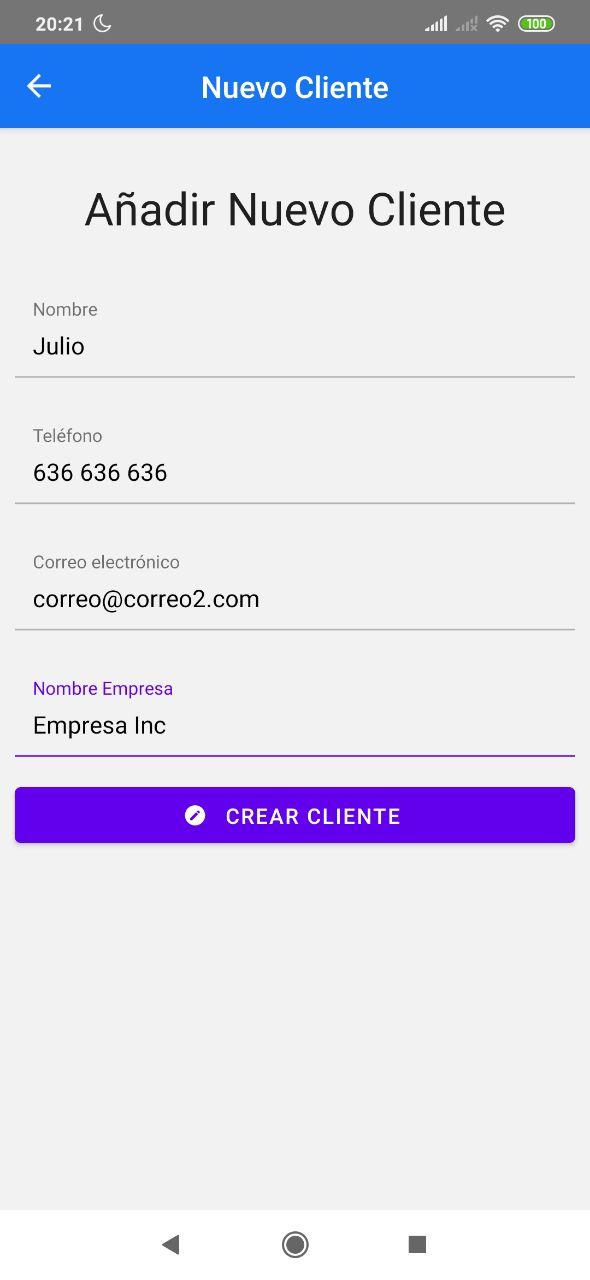 20:21 100
Nuevo Cliente
Añadir Nuevo Cliente
Nombre
Julio
Teléfono
636 636 636
Correo electrónico
correo@correo2.com
Nombre Empresa
Empresa Inc
CREAR CLIENTE